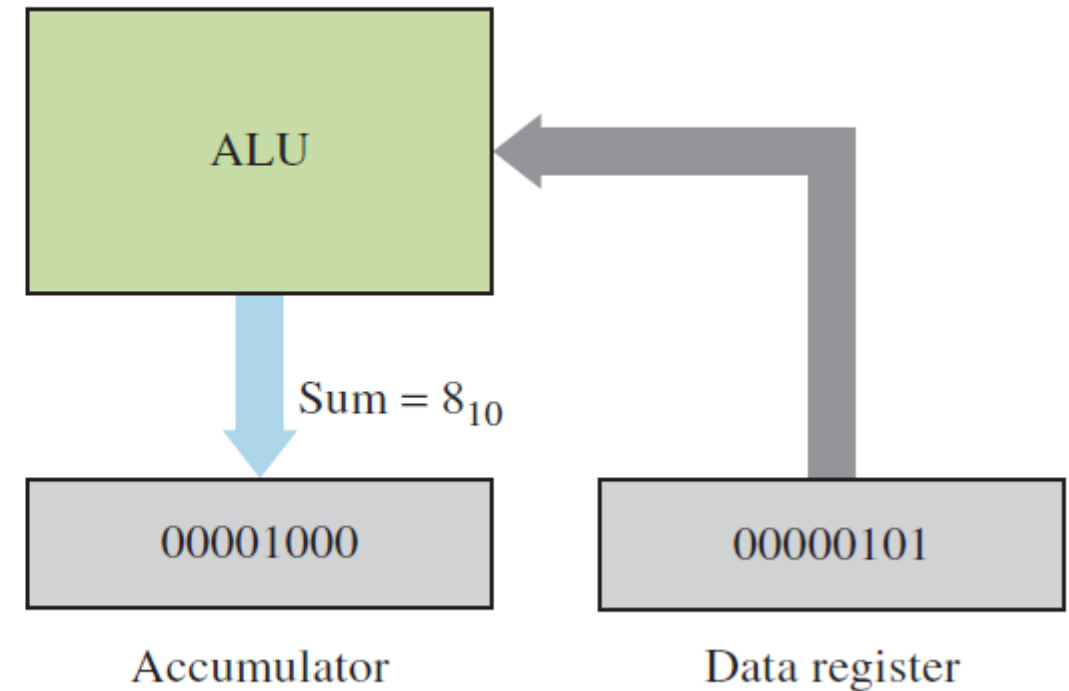 ALU
Sum = 8₁₀
00001000
00000101
Accumulator
Data register